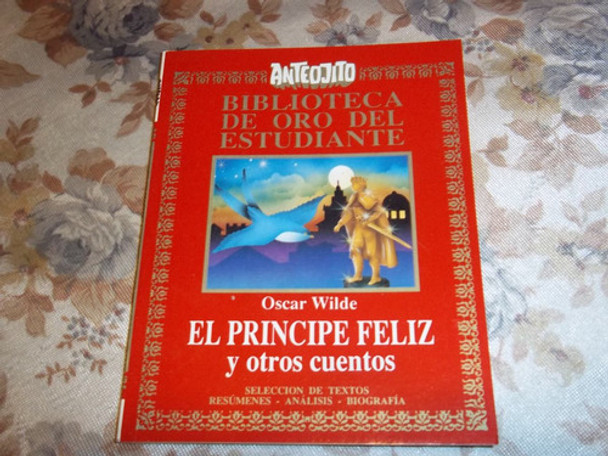 ANTEOJITO
BIBLIOTECA
DE ORO DEL
ESTUDIANTE
Oscar Wilde
EL PRINCIPE FELIZ
y otros cuentos
SELECCION DE TEXTOS
RESÚMENES - ANÁLISIS - BIOGRAFÍA